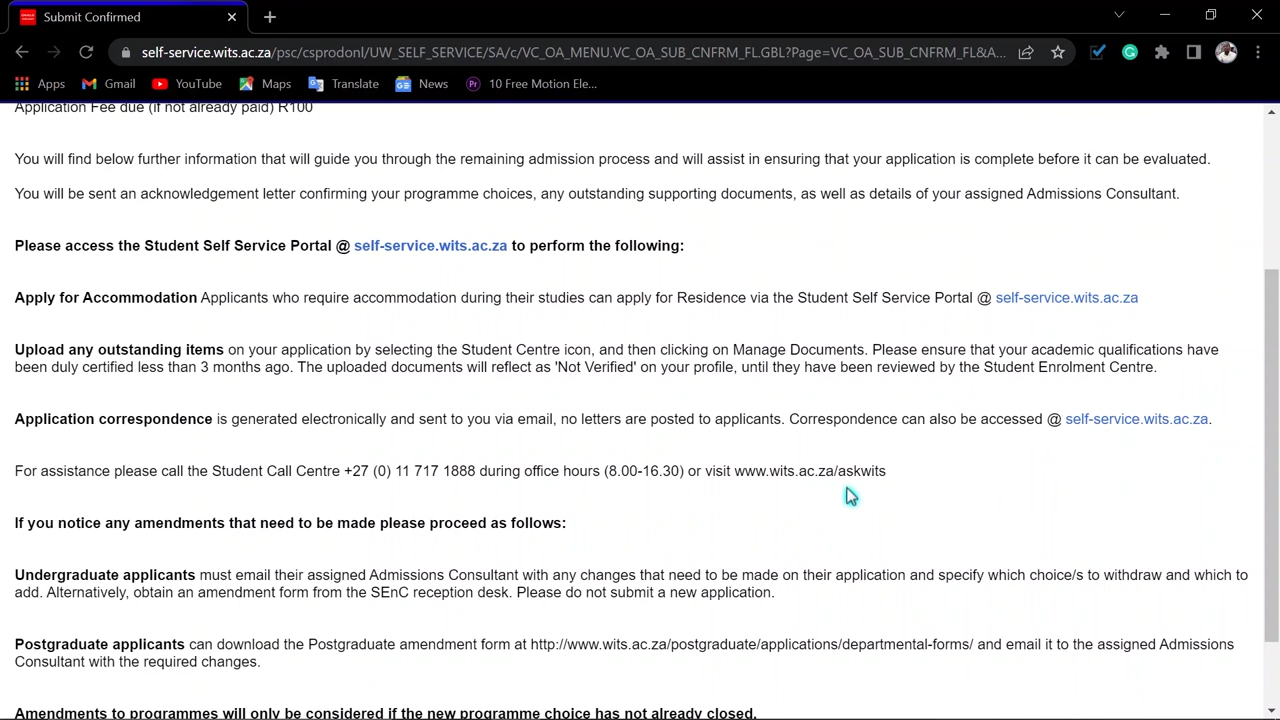 Submit Confirmed
self-service.wits.ac.za/psc/csprodonl/UW_SELF_SERVICE/SA/c/VC_OA_MENU.VC_OA_SUB_CNFRM_FL.GBL?Page=VC_OA_SUB_CNFRM_FL&A...
Apps Gmail YouTube Maps Translate News Pr 10 Free Motion Ele...
Application Fee due (if not already paid) R100
You will find below further information that will guide you through the remaining admission process and will assist in ensuring that your application is complete before it can be evaluated.
You will be sent an acknowledgement letter confirming your programme choices, any outstanding supporting documents, as well as details of your assigned Admissions Consultant.
Please access the Student Self Service Portal @ self-service.wits.ac.za to perform the following:
Apply for Accommodation Applicants who require accommodation during their studies can apply for Residence via the Student Self Service Portal @ self-service.wits.ac.za
Upload any outstanding items on your application by selecting the Student Centre icon, and then clicking on Manage Documents. Please ensure that your academic qualifications have
been duly certified less than 3 months ago. The uploaded documents will reflect as 'Not Verified' on your profile, until they have been reviewed by the Student Enrolment Centre.
Application correspondence is generated electronically and sent to you via email, no letters are posted to applicants. Correspondence can also be accessed @ self-service.wits.ac.za.
For assistance please call the Student Call Centre +27 (0) 11 717 1888 during office hours (8.00-16.30) or visit www.wits.ac.za/askwits
If you notice any amendments that need to be made please proceed as follows:
Undergraduate applicants must email their assigned Admissions Consultant with any changes that need to be made on their application and specify which choice/s to withdraw and which to
add. Alternatively, obtain an amendment form from the SEnC reception desk. Please do not submit a new application.
Postgraduate applicants can download the Postgraduate amendment form at http://www.wits.ac.za/postgraduate/applications/departmental-forms/ and email it to the assigned Admissions
Consultant with the required changes.
Amendments to programmes will only be considered if the new programme choice has not already closed.